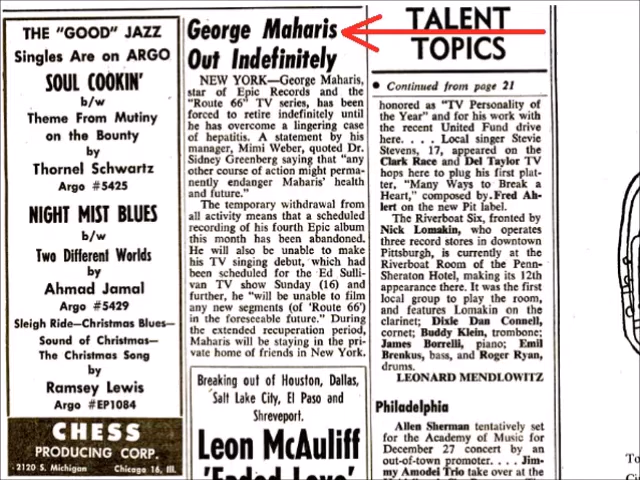 THE "GOOD" JAZZ
Singles Are on ARGO
SOUL COOKIN'
b/w
Theme From Mutiny
on the Bounty
by
Thornel Schwartz
Argo #5425
NIGHT MIST BLUES
b/w
Two Different Worlds
by
Ahmad Jamal
Argo #5429
Sleigh Ride—Christmas Blues—
Sound of Christmas—
The Christmas Song
by
Ramsey Lewis
Argo #EP1084
CHESS
PRODUCING CORP.
2120 S. Michigan Chicago 16, Ill.
George Maharis
Out Indefinitely
NEW YORK—George Maharis,
star of Epic Records and the
"Route 66" TV series, has been
forced to retire indefinitely until
he has overcome a lingering case
of hepatitis. A statement by his
manager, Mimi Weber, quoted Dr.
Sidney Greenberg saying that "any
other course of action might perma-
nently endanger Maharis' health
and future."
The temporary withdrawal from
all activity means that a scheduled
recording of his fourth Epic album
this month has been abandoned.
He will also be unable to make
his TV singing debut, which had
been scheduled for the Ed Sulli-
van TV show Sunday (16) and
further, he "will be unable to film
any new segments (of 'Route 66')
in the foreseeable future." During
the extended recuperation period,
Maharis will be staying in the pri-
vate home of friends in New York.
Breaking out of Houston, Dallas,
Salt Lake City, El Paso and
Shreveport.
Leon McAuliff
'Faded Love'
TALENT
TOPICS
• Continued from page 21
honored as "TV Personality of
the Year" and for his work with
the recent United Fund drive
here. . . . Local singer Stevie
Stevens, 17, appeared on the
Clark Race and Del Taylor TV
hops here to plug his first plat-
ter, "Many Ways to Break a
Heart," composed by Fred Ah-
lert on the new Pit label.
The Riverboat Six, fronted by
Nick Lomakin, who operates
three record stores in downtown
Pittsburgh, is currently at the
Riverboat Room of the Penn-
Sheraton Hotel, making its 12th
appearance there. It was the first
local group to play the room,
and features Lomakin on the
clarinet; Dixie Dan Connell,
cornet; Buddy Klein, trombone;
James Borrelli, piano; Emil
Brenkus, bass, and Roger Ryan,
drums.
LEONARD MENDLOWITZ
Philadelphia
Allen Sherman tentatively set
for the Academy of Music for
December 27 concert by an
out-of-town promoter. . . . Jim-
my Amodel Trio take over at the
To